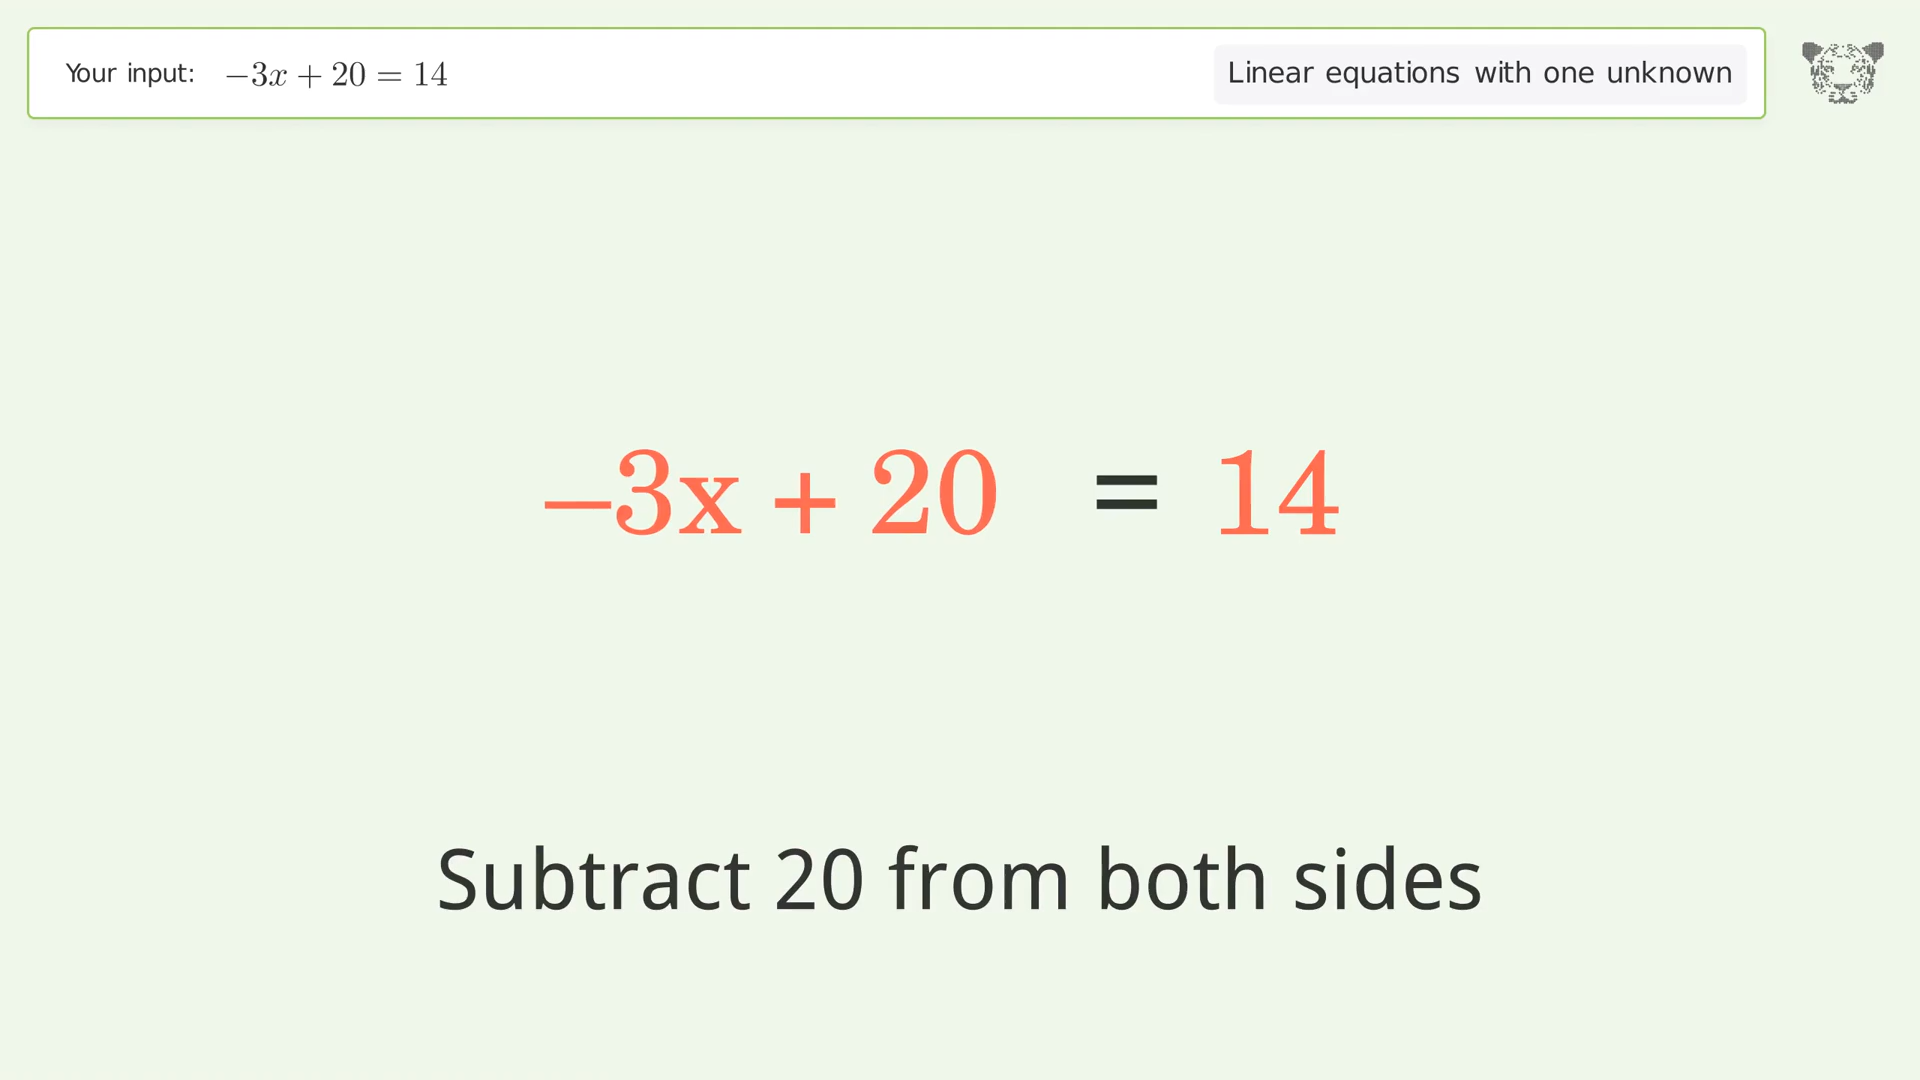 Your input: −3x + 20 = 14
Linear equations with one unknown
−3x + 20 = 14
Subtract 20 from both sides